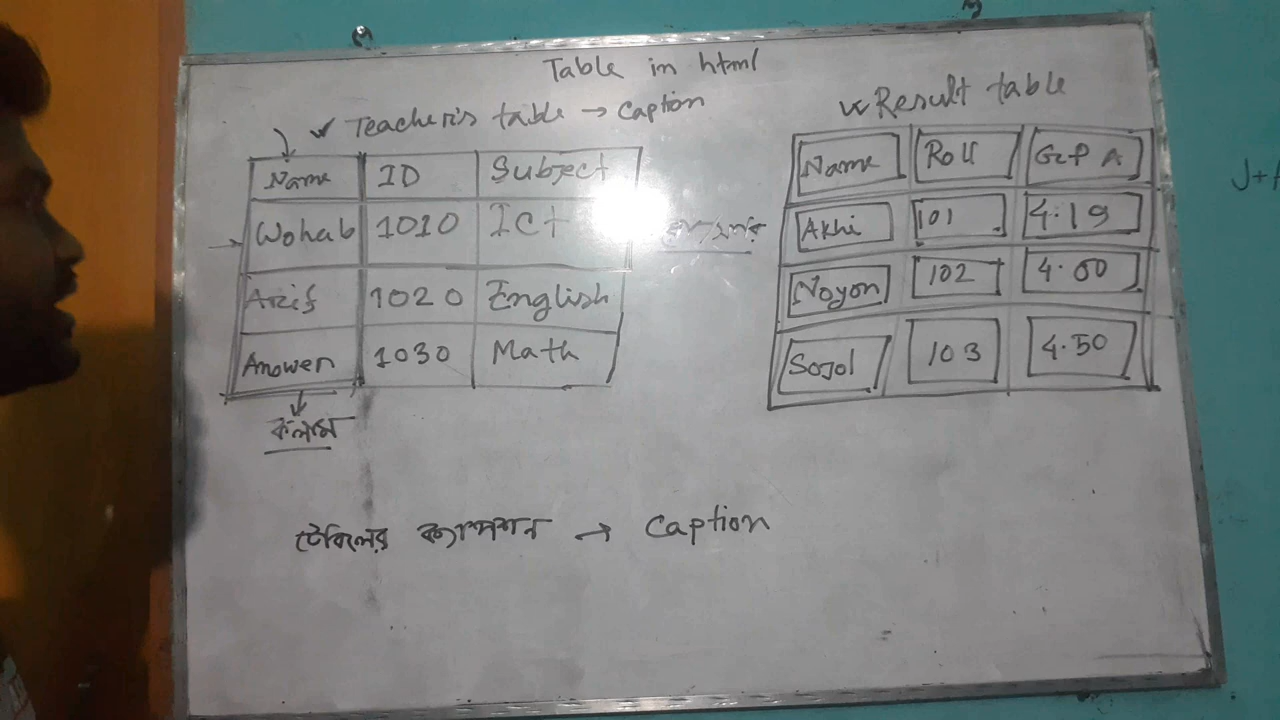 Table in html
✓ Teacher's table → Caption
Name ID Subject
Wohab 1010 Ict
Arif 1020 English
Anower 1030 Math
কলাম
✓ Result table
Name Roll GPA
Akhi 101 4.19
Noyon 102 4.00
Sojol 103 4.50
টেবিলের ক্যাপশন → Caption